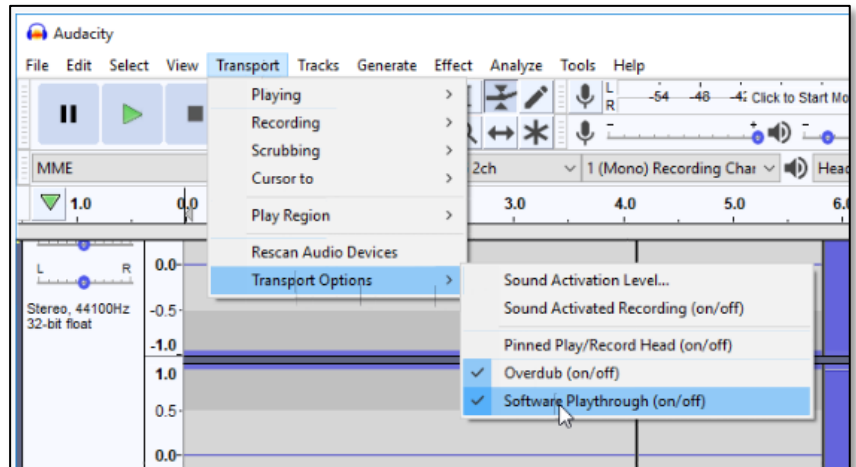 Audacity
File Edit Select View Transport Tracks Generate Effect Analyze Tools Help
L
R
-54 -48 -4 Click to Start Mo
MME
2ch
1 (Mono) Recording Char
Head
1.0
0.0
3.0
4.0
5.0
6.0
Playing
Recording
Scrubbing
Cursor to
Play Region
Rescan Audio Devices
Transport Options
Sound Activation Level...
Sound Activated Recording (on/off)
Pinned Play/Record Head (on/off)
Overdub (on/off)
Software Playthrough (on/off)
L R
Stereo, 44100Hz
32-bit float
0.0
-0.5
-1.0
1.0
0.5
0.0